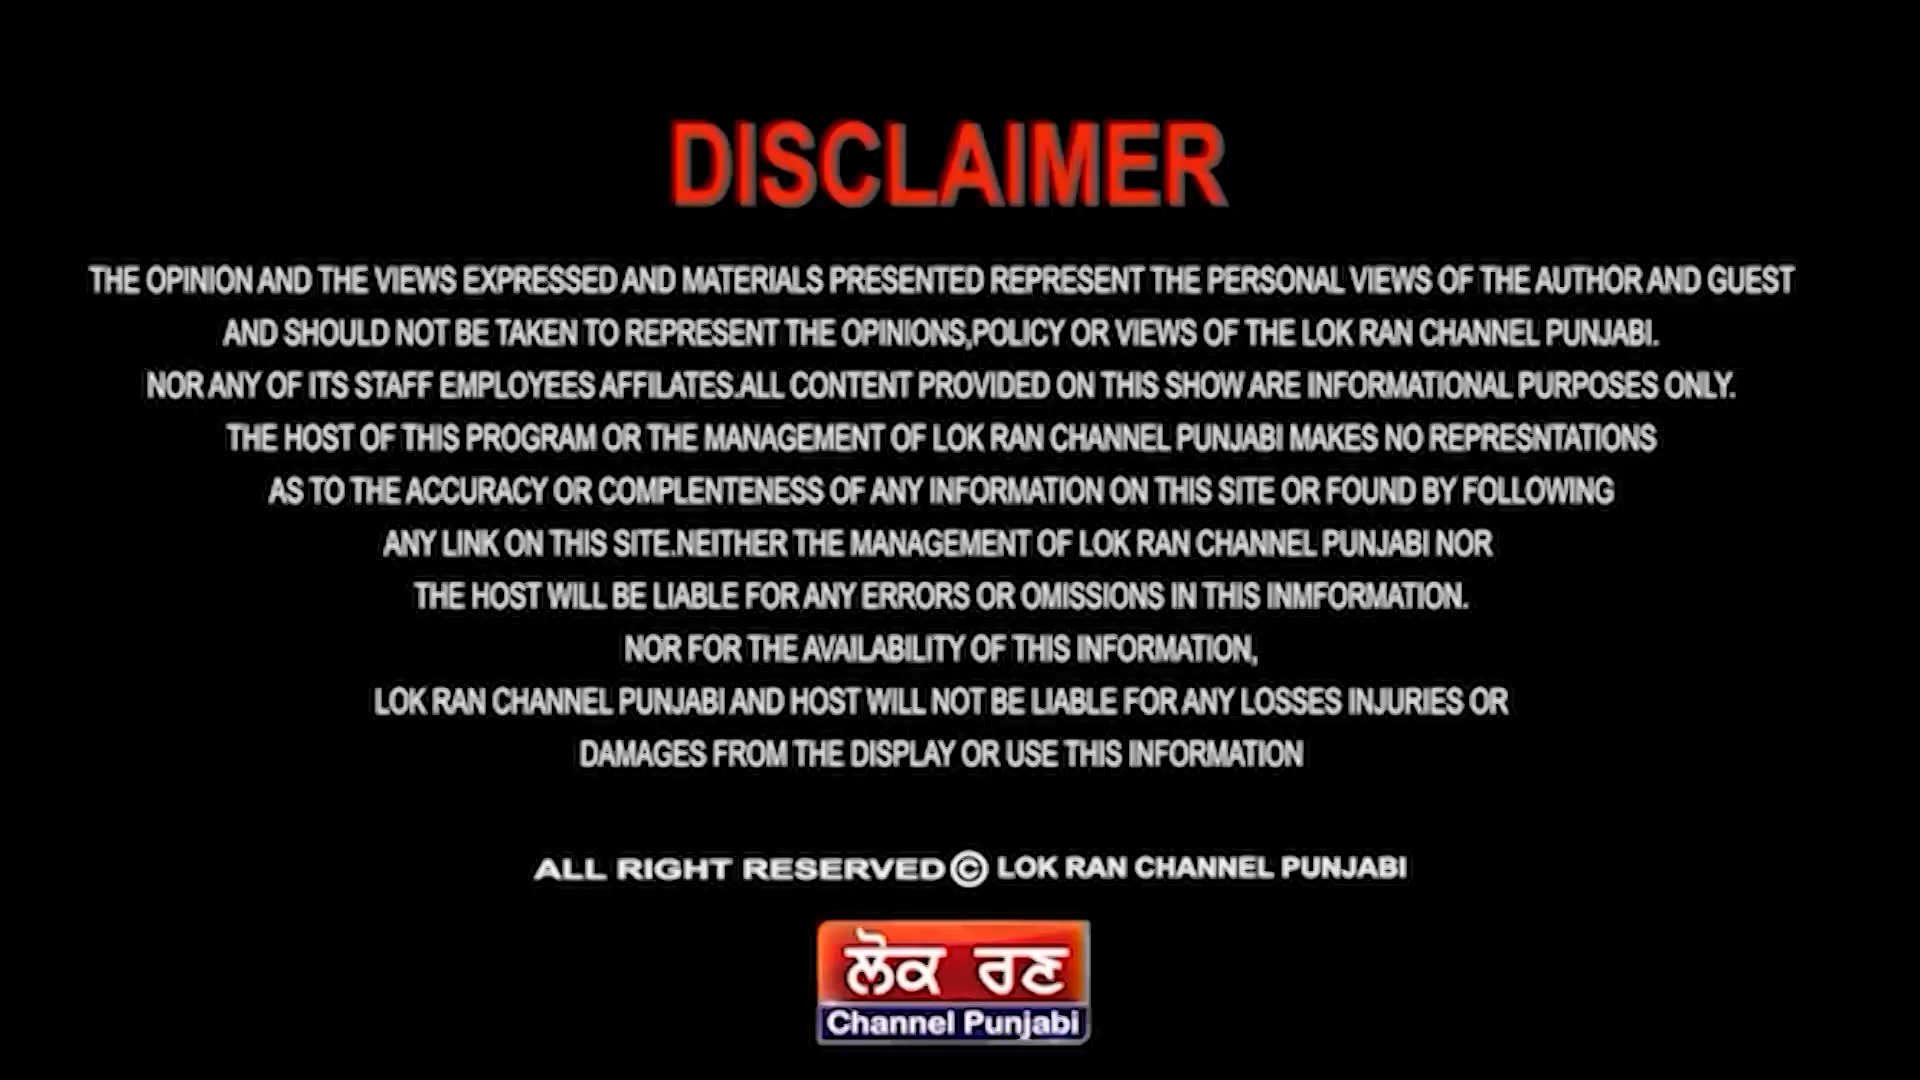 DISCLAIMER
THE OPINION AND THE VIEWS EXPRESSED AND MATERIALS PRESENTED REPRESENT THE PERSONAL VIEWS OF THE AUTHOR AND GUEST
AND SHOULD NOT BE TAKEN TO REPRESENT THE OPINIONS,POLICY OR VIEWS OF THE LOK RAN CHANNEL PUNJABI.
NOR ANY OF ITS STAFF EMPLOYEES AFFILATES.ALL CONTENT PROVIDED ON THIS SHOW ARE INFORMATIONAL PURPOSES ONLY.
THE HOST OF THIS PROGRAM OR THE MANAGEMENT OF LOK RAN CHANNEL PUNJABI MAKES NO REPRESNTATIONS
AS TO THE ACCURACY OR COMPLENTENESS OF ANY INFORMATION ON THIS SITE OR FOUND BY FOLLOWING
ANY LINK ON THIS SITE.NEITHER THE MANAGEMENT OF LOK RAN CHANNEL PUNJABI NOR
THE HOST WILL BE LIABLE FOR ANY ERRORS OR OMISSIONS IN THIS INMFORMATION.
NOR FOR THE AVAILABILITY OF THIS INFORMATION,
LOK RAN CHANNEL PUNJABI AND HOST WILL NOT BE LIABLE FOR ANY LOSSES INJURIES OR
DAMAGES FROM THE DISPLAY OR USE THIS INFORMATION
ALL RIGHT RESERVED© LOK RAN CHANNEL PUNJABI
ਲੋਕ ਰਣ
Channel Punjabi